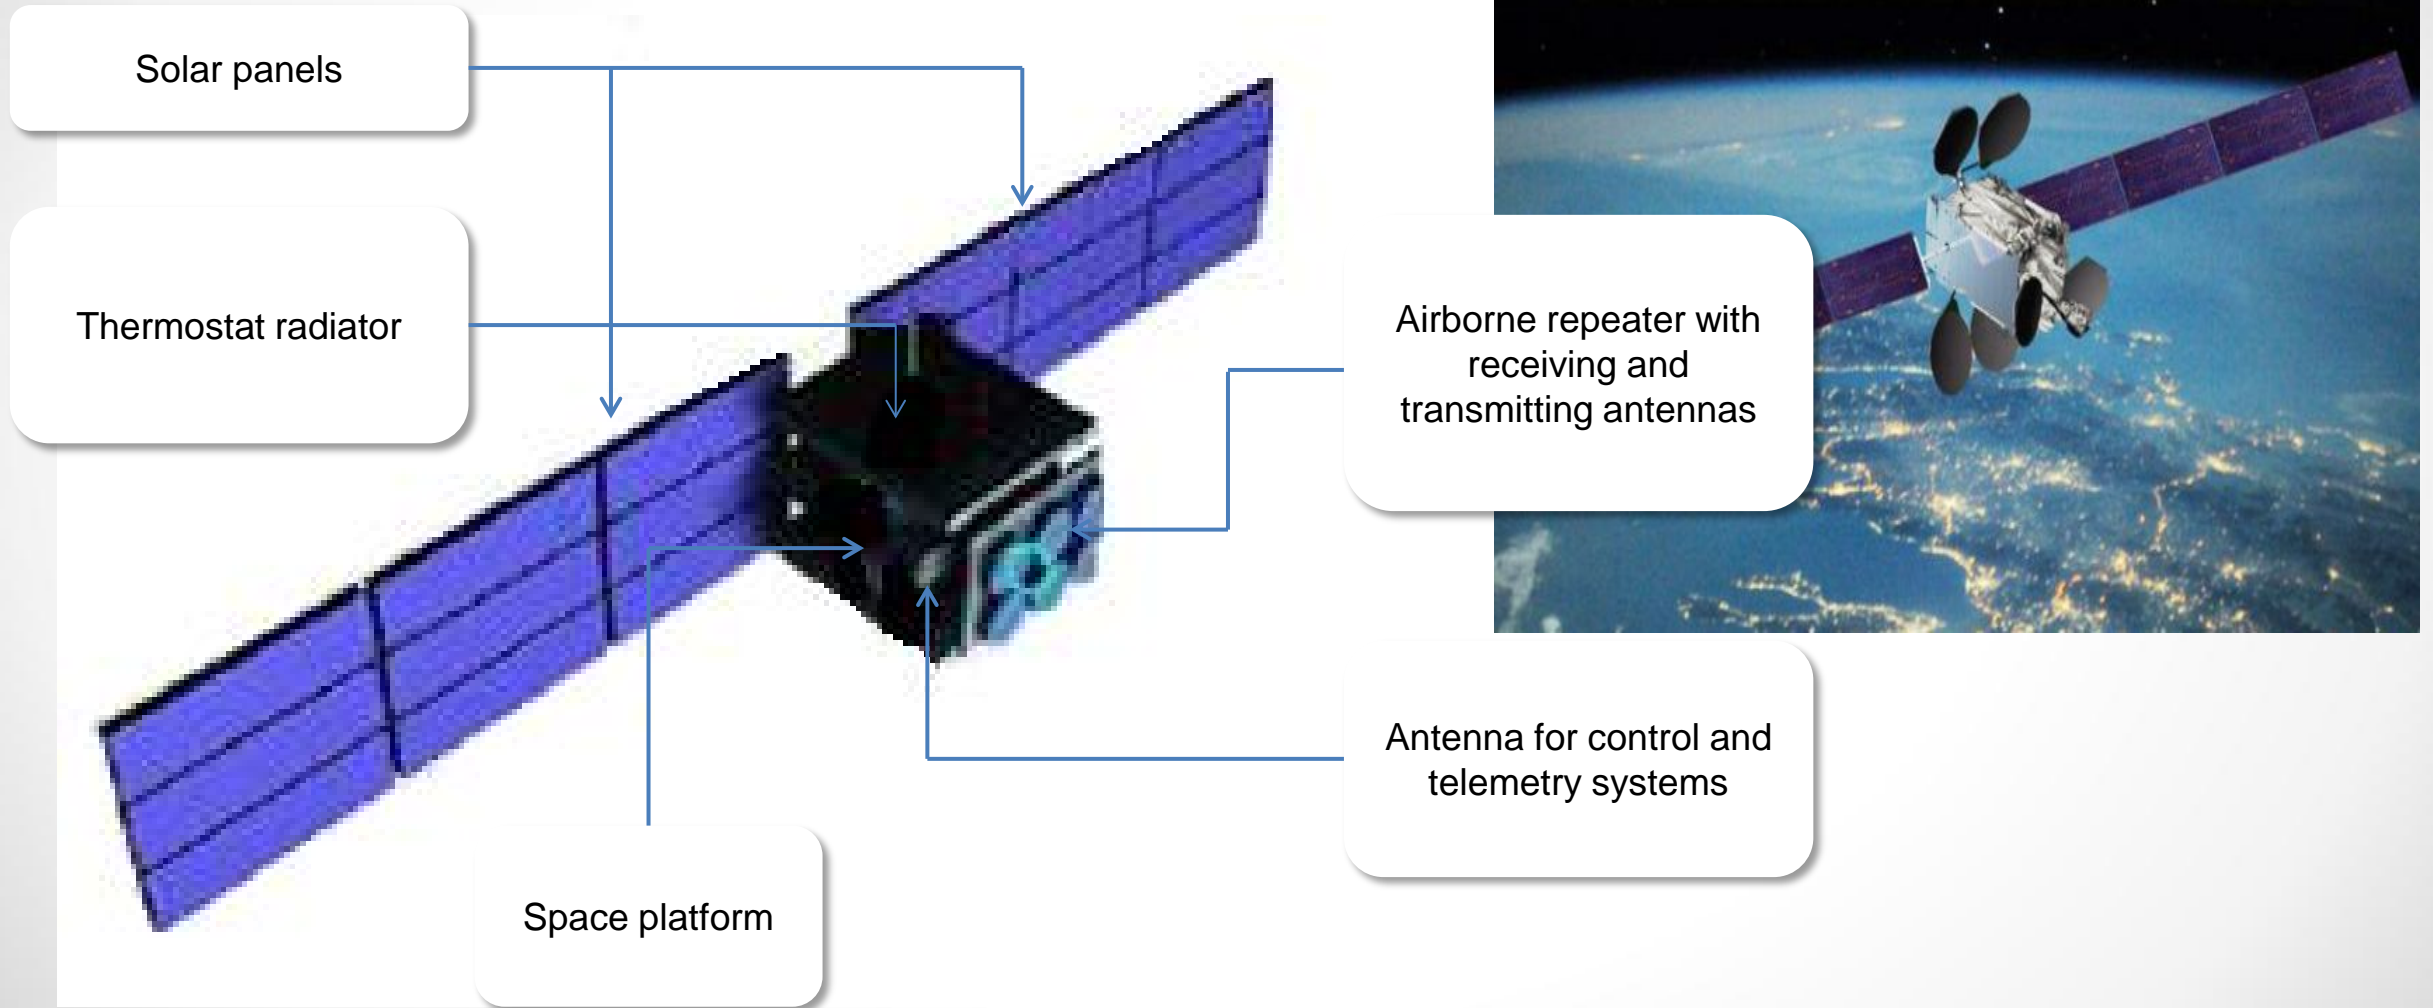 Solar panels
Thermostat radiator
Airborne repeater with
receiving and
transmitting antennas
Antenna for control and
telemetry systems
Space platform